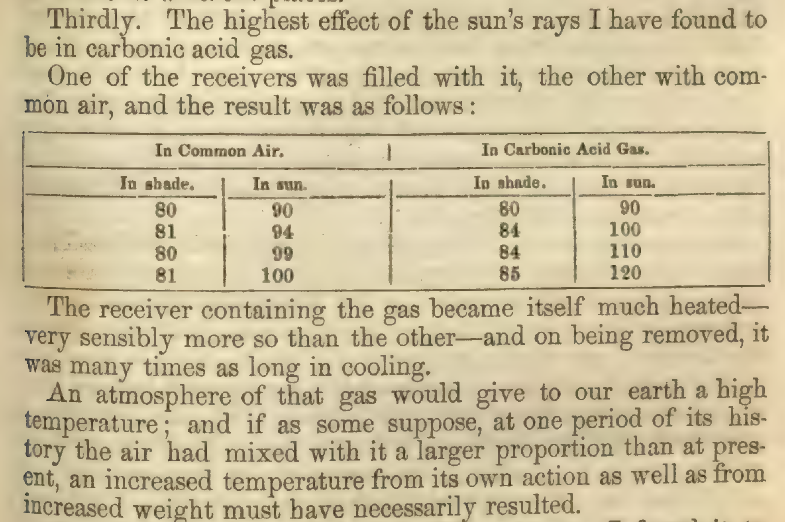 Thirdly. The highest effect of the sun's rays I have found to
be in carbonic acid gas.
One of the receivers was filled with it, the other with com-
mon air, and the result was as follows:
In Common Air. In Carbonic Acid Gas.
In shade. In sun. In shade. In sun.
80 90 80 90
81 94 84 100
80 99 84 110
81 100 85 120
The receiver containing the gas became itself much heated—
very sensibly more so than the other—and on being removed, it
was many times as long in cooling.
An atmosphere of that gas would give to our earth a high
temperature; and if as some suppose, at one period of its his-
tory the air had mixed with it a larger proportion than at pres-
ent, an increased temperature from its own action as well as from
increased weight must have necessarily resulted.